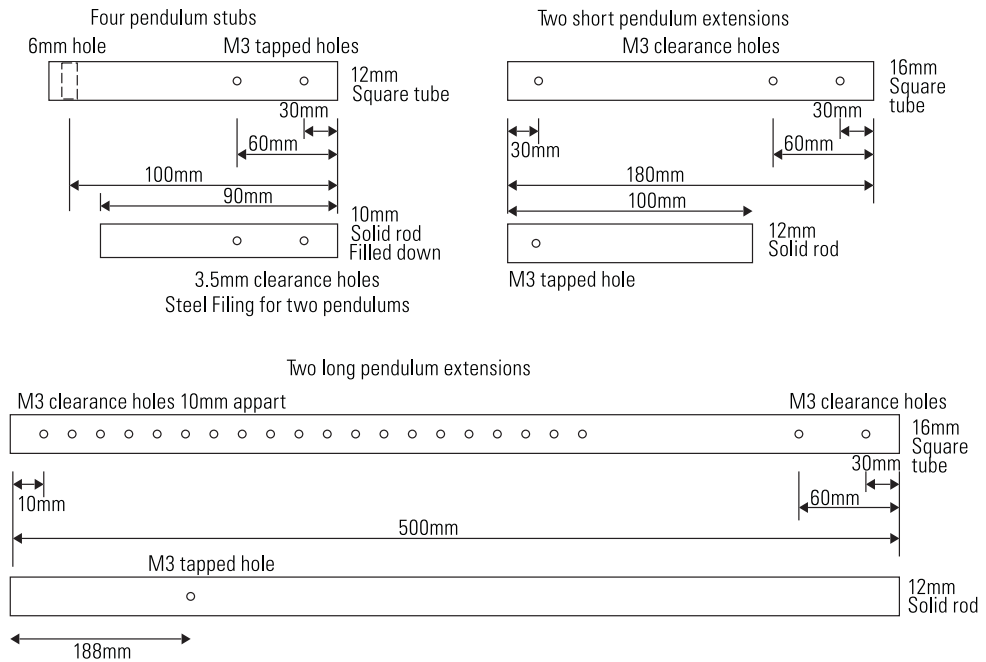 Four pendulum stubs
6mm hole
M3 tapped holes
12mm
Square tube
30mm
60mm
100mm
90mm
10mm
Solid rod
Filled down
3.5mm clearance holes
Steel Filing for two pendulums
Two short pendulum extensions
M3 clearance holes
16mm
Square
tube
30mm
30mm
60mm
180mm
100mm
12mm
Solid rod
M3 tapped hole
Two long pendulum extensions
M3 clearance holes 10mm appart
M3 clearance holes
16mm
Square
tube
30mm
10mm
60mm
500mm
M3 tapped hole
12mm
Solid rod
188mm